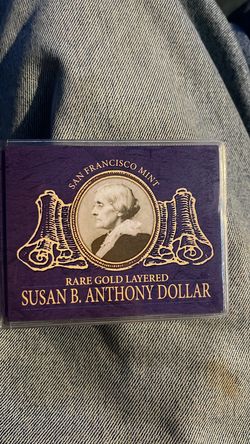 SAN FRANCISCO MINT
RARE GOLD LAYERED
SUSAN B. ANTHONY DOLLAR